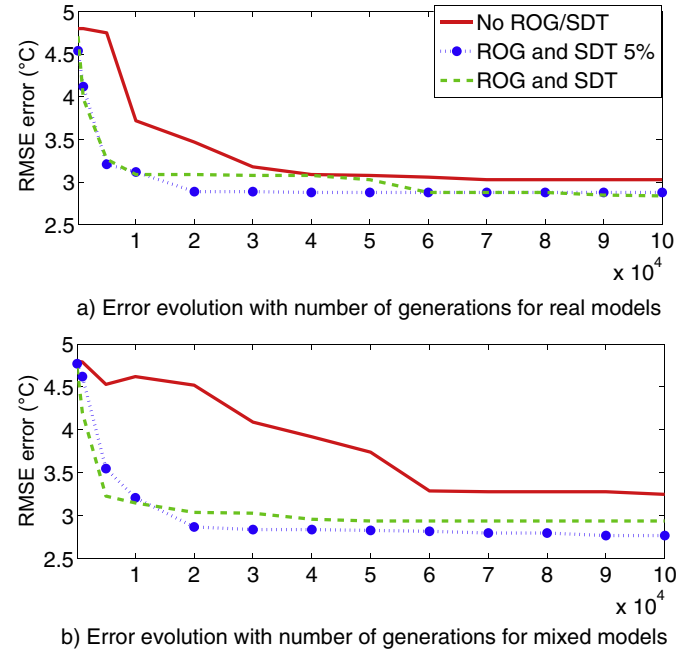 No ROG/SDT
ROG and SDT 5%
ROG and SDT
RMSE error (°C)
5
4.5
4
3.5
3
2.5
1 2 3 4 5 6 7 8 9 10
x 10^4
a) Error evolution with number of generations for real models
RMSE error (°C)
5
4.5
4
3.5
3
2.5
1 2 3 4 5 6 7 8 9 10
x 10^4
b) Error evolution with number of generations for mixed models